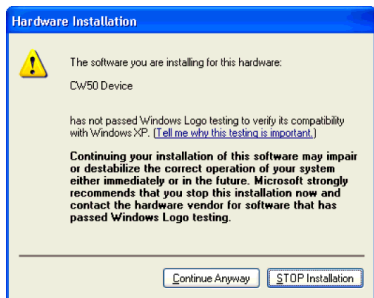 Hardware Installation
The software you are installing for this hardware:
CW50 Device
has not passed Windows Logo testing to verify its compatibility
with Windows XP. (Tell me why this testing is important.)
Continuing your installation of this software may impair
or destabilize the correct operation of your system
either immediately or in the future. Microsoft strongly
recommends that you stop this installation now and
contact the hardware vendor for software that has
passed Windows Logo testing.
Continue Anyway STOP Installation